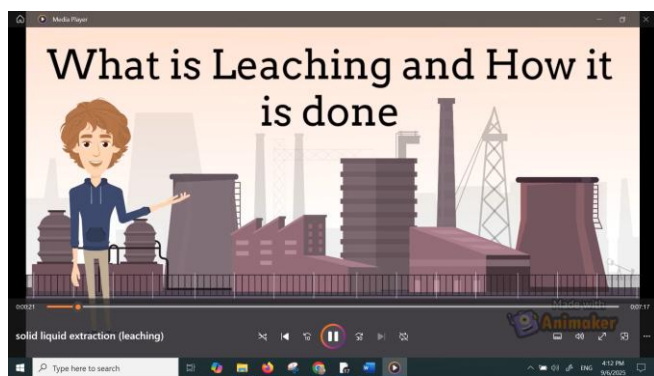 Media Player
What is Leaching and How it
is done
Made with
Animaker
0:00:21
0:07:17
solid liquid extraction (leaching)
Type here to search
ENG
4:12 PM
9/6/2025